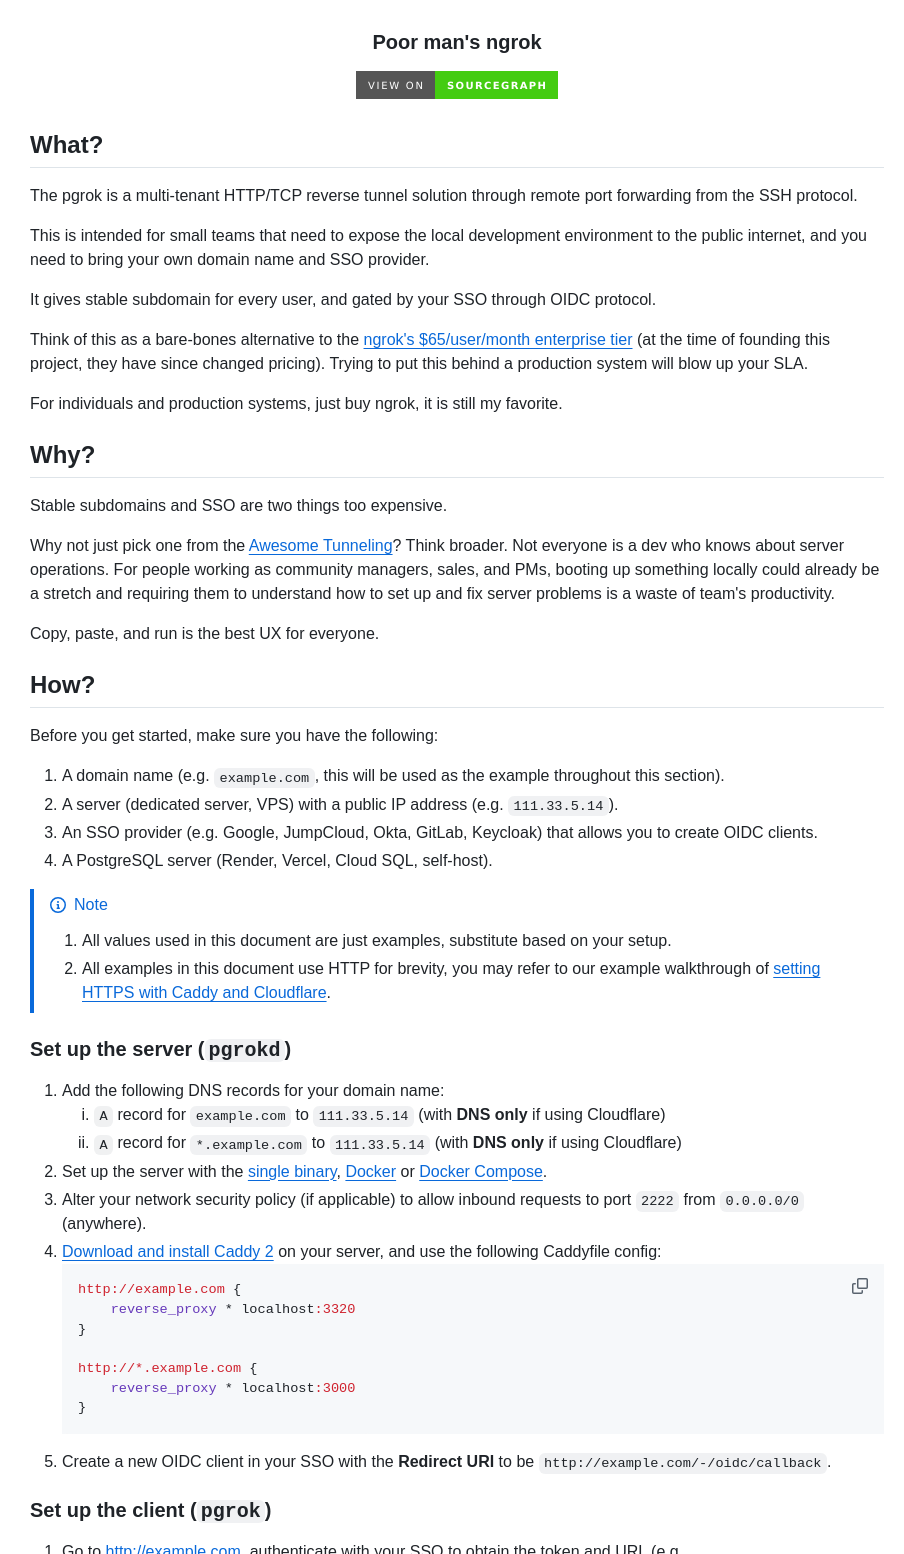 Poor man's ngrok
VIEW ON SOURCEGRAPH
What?
The pgrok is a multi-tenant HTTP/TCP reverse tunnel solution through remote port forwarding from the SSH protocol.
This is intended for small teams that need to expose the local development environment to the public internet, and you
need to bring your own domain name and SSO provider.
It gives stable subdomain for every user, and gated by your SSO through OIDC protocol.
Think of this as a bare-bones alternative to the ngrok's $65/user/month enterprise tier (at the time of founding this
project, they have since changed pricing). Trying to put this behind a production system will blow up your SLA.
For individuals and production systems, just buy ngrok, it is still my favorite.
Why?
Stable subdomains and SSO are two things too expensive.
Why not just pick one from the Awesome Tunneling? Think broader. Not everyone is a dev who knows about server
operations. For people working as community managers, sales, and PMs, booting up something locally could already be
a stretch and requiring them to understand how to set up and fix server problems is a waste of team's productivity.
Copy, paste, and run is the best UX for everyone.
How?
Before you get started, make sure you have the following:
1. A domain name (e.g. example.com, this will be used as the example throughout this section).
2. A server (dedicated server, VPS) with a public IP address (e.g. 111.33.5.14).
3. An SSO provider (e.g. Google, JumpCloud, Okta, GitLab, Keycloak) that allows you to create OIDC clients.
4. A PostgreSQL server (Render, Vercel, Cloud SQL, self-host).
Note
1. All values used in this document are just examples, substitute based on your setup.
2. All examples in this document use HTTP for brevity, you may refer to our example walkthrough of setting
HTTPS with Caddy and Cloudflare.
Set up the server (pgrokd)
1. Add the following DNS records for your domain name:
i. A record for example.com to 111.33.5.14 (with DNS only if using Cloudflare)
ii. A record for *.example.com to 111.33.5.14 (with DNS only if using Cloudflare)
2. Set up the server with the single binary, Docker or Docker Compose.
3. Alter your network security policy (if applicable) to allow inbound requests to port 2222 from 0.0.0.0/0
(anywhere).
4. Download and install Caddy 2 on your server, and use the following Caddyfile config:
http://example.com {
    reverse_proxy * localhost:3320
}
http://*.example.com {
    reverse_proxy * localhost:3000
}
5. Create a new OIDC client in your SSO with the Redirect URI to be http://example.com/-/oidc/callback.
Set up the client (pgrok)
1. Go to http://example.com, authenticate with your SSO to obtain the token and URL (e.g.